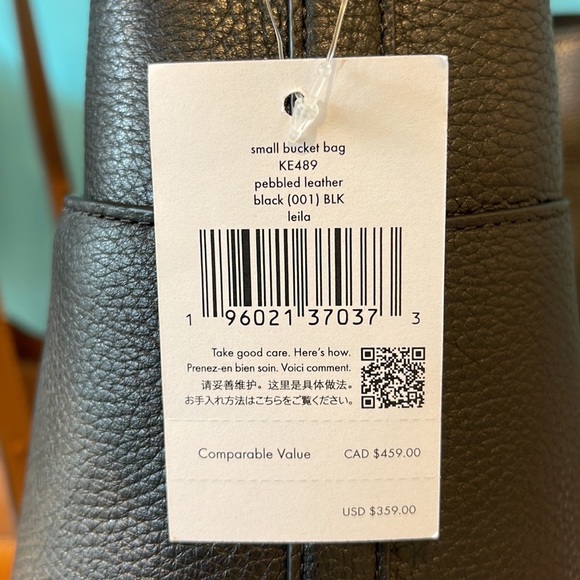 small bucket bag
KE489
pebbled leather
black (001) BLK
leila
1 96021 37037 3
Take good care. Here's how.
Prenez-en bien soin. Voici comment.
请妥善维护。这里是具体做法。
お手入れ方法はこちらをご覧ください。
Comparable Value CAD $459.00
USD $359.00